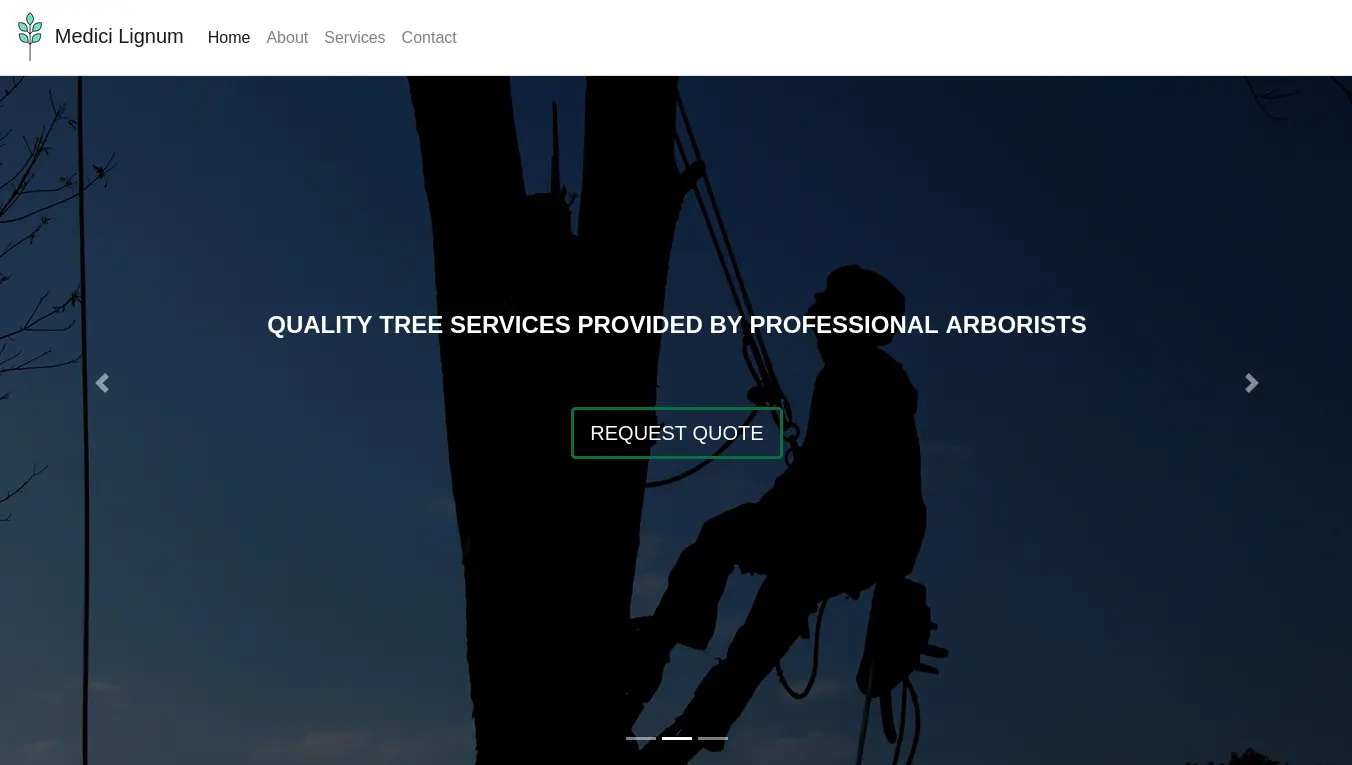 Medici Lignum Home About Services Contact
QUALITY TREE SERVICES PROVIDED BY PROFESSIONAL ARBORISTS
REQUEST QUOTE